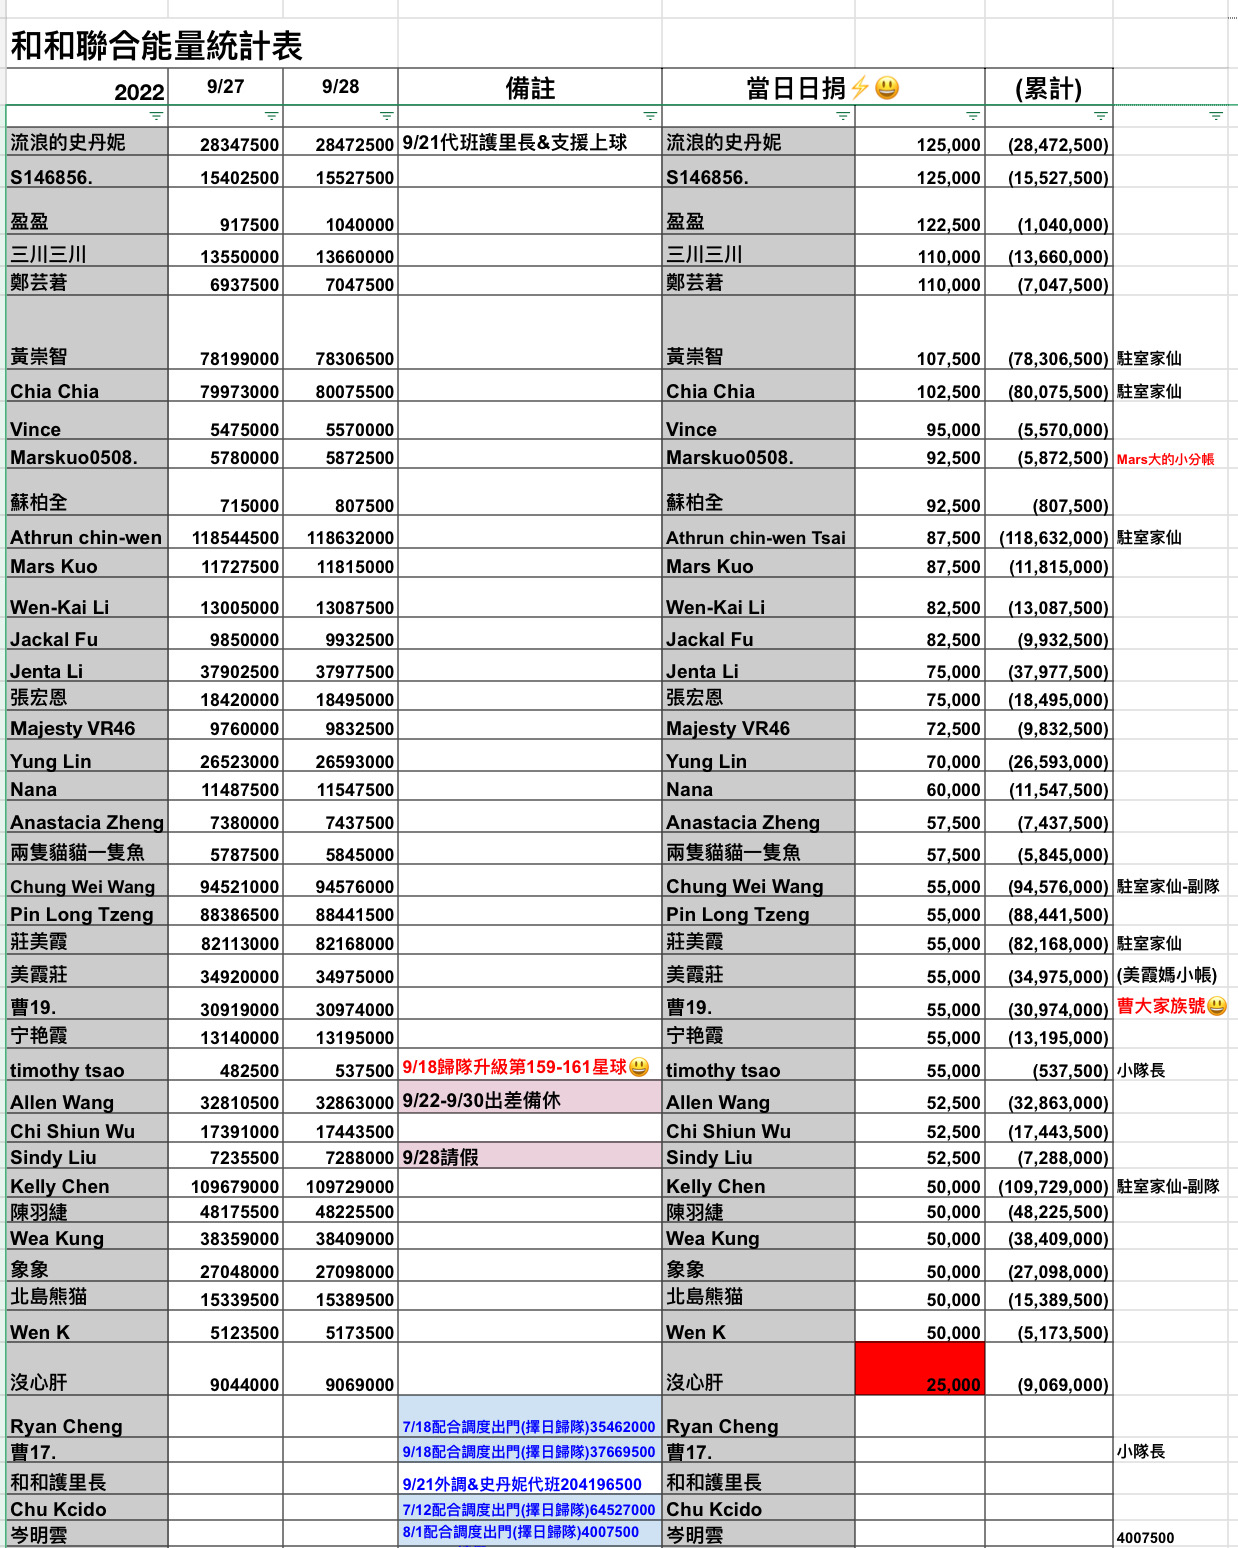 和和聯合能量統計表
2022 9/27 9/28 備註 當日日捐⚡😃 (累計)
流浪的史丹妮 28347500 28472500 9/21代班護里長&支援上球 流浪的史丹妮 125,000 (28,472,500)
S146856. 15402500 15527500 S146856. 125,000 (15,527,500)
盈盈 917500 1040000 盈盈 122,500 (1,040,000)
三川三川 13550000 13660000 三川三川 110,000 (13,660,000)
鄭芸莙 6937500 7047500 鄭芸莙 110,000 (7,047,500)
黃崇智 78199000 78306500 黃崇智 107,500 (78,306,500) 駐室家仙
Chia Chia 79973000 80075500 Chia Chia 102,500 (80,075,500) 駐室家仙
Vince 5475000 5570000 Vince 95,000 (5,570,000)
Marskuo0508. 5780000 5872500 Marskuo0508. 92,500 (5,872,500) Mars大的小分帳
蘇柏全 715000 807500 蘇柏全 92,500 (807,500)
Athrun chin-wen 118544500 118632000 Athrun chin-wen Tsai 87,500 (118,632,000) 駐室家仙
Mars Kuo 11727500 11815000 Mars Kuo 87,500 (11,815,000)
Wen-Kai Li 13005000 13087500 Wen-Kai Li 82,500 (13,087,500)
Jackal Fu 9850000 9932500 Jackal Fu 82,500 (9,932,500)
Jenta Li 37902500 37977500 Jenta Li 75,000 (37,977,500)
張宏恩 18420000 18495000 張宏恩 75,000 (18,495,000)
Majesty VR46 9760000 9832500 Majesty VR46 72,500 (9,832,500)
Yung Lin 26523000 26593000 Yung Lin 70,000 (26,593,000)
Nana 11487500 11547500 Nana 60,000 (11,547,500)
Anastacia Zheng 7380000 7437500 Anastacia Zheng 57,500 (7,437,500)
兩隻貓貓一隻魚 5787500 5845000 兩隻貓貓一隻魚 57,500 (5,845,000)
Chung Wei Wang 94521000 94576000 Chung Wei Wang 55,000 (94,576,000) 駐室家仙-副隊
Pin Long Tzeng 88386500 88441500 Pin Long Tzeng 55,000 (88,441,500)
莊美霞 82113000 82168000 莊美霞 55,000 (82,168,000) 駐室家仙
美霞莊 34920000 34975000 美霞莊 55,000 (34,975,000) (美霞媽小帳)
曹19. 30919000 30974000 曹19. 55,000 (30,974,000) 曹大家族號😃
宁艳霞 13140000 13195000 宁艳霞 55,000 (13,195,000)
timothy tsao 482500 537500 9/18歸隊升級第159-161星球😃 timothy tsao 55,000 (537,500) 小隊長
Allen Wang 32810500 32863000 9/22-9/30出差備休 Allen Wang 52,500 (32,863,000)
Chi Shiun Wu 17391000 17443500 Chi Shiun Wu 52,500 (17,443,500)
Sindy Liu 7235500 7288000 9/28請假 Sindy Liu 52,500 (7,288,000)
Kelly Chen 109679000 109729000 Kelly Chen 50,000 (109,729,000) 駐室家仙-副隊
陳羽緁 48175500 48225500 陳羽緁 50,000 (48,225,500)
Wea Kung 38359000 38409000 Wea Kung 50,000 (38,409,000)
象象 27048000 27098000 象象 50,000 (27,098,000)
北島熊猫 15339500 15389500 北島熊猫 50,000 (15,389,500)
Wen K 5123500 5173500 Wen K 50,000 (5,173,500)
沒心肝 9044000 9069000 沒心肝 25,000 (9,069,000)
Ryan Cheng 7/18配合調度出門(擇日歸隊)35462000 Ryan Cheng
曹17. 9/18配合調度出門(擇日歸隊)37669500 曹17. 小隊長
和和護里長 9/21外調&史丹妮代班204196500 和和護里長
Chu Kcido 7/12配合調度出門(擇日歸隊)64527000 Chu Kcido
岑明雲 8/1配合調度出門(擇日歸隊)4007500 岑明雲 4007500